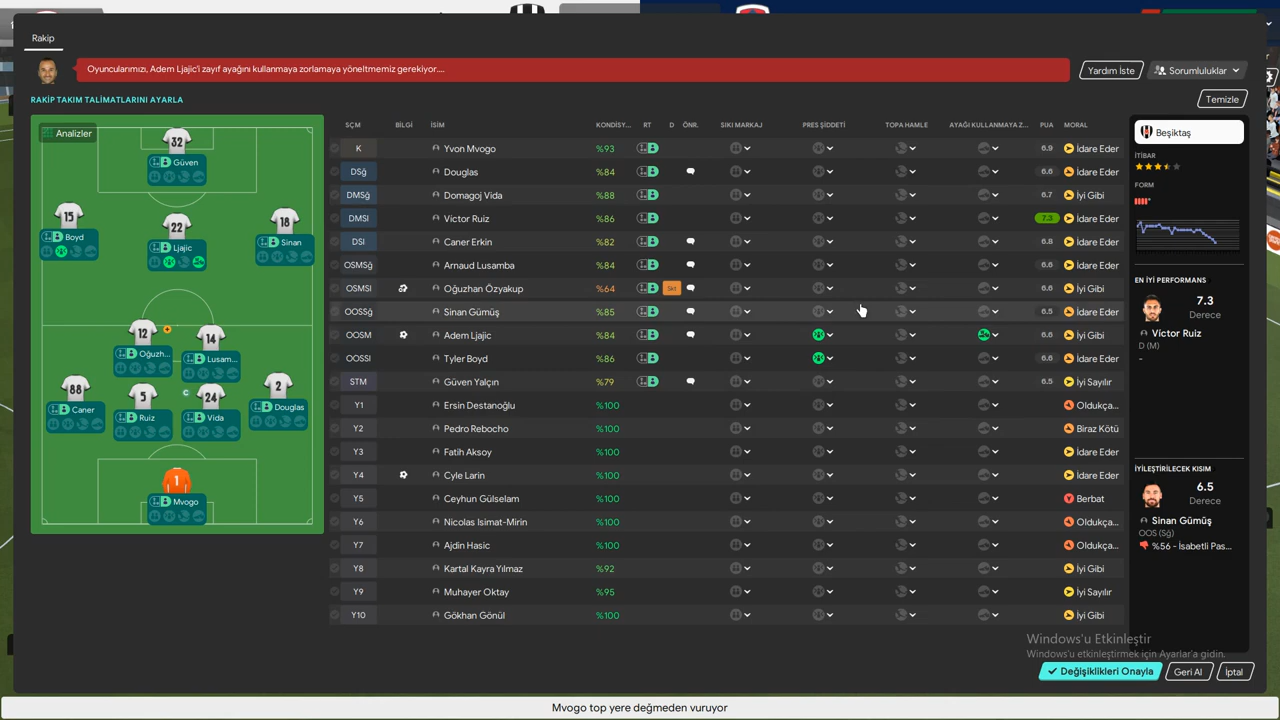 Rakip
Oyuncularımızı, Adem Ljajic'i zayıf ayağını kullanmaya zorlamaya yöneltmemiz gerekiyor....
Yardım İste
Sorumluluklar
RAKİP TAKIM TALİMATLARINI AYARLA
Temizle
Analizler
32
Güven
15
Boyd
22
Ljajic
18
Sinan
12
Oğuzh...
14
Lusam...
88
Caner
5
Ruiz
24
Vida
2
Douglas
1
Mvogo
SÇM BİLGİ İSİM KONDİSY... RT D ÖNR. SIKI MARKAJ PRES ŞİDDETİ TOPA HAMLE AYAĞI KULLANMAYA Z... PUA MORAL
K Yvon Mvogo %93 6.9 İdare Eder
DSğ Douglas %84 6.6 İdare Eder
DMSğ Domagoj Vida %88 6.7 İyi Gibi
DMSl Víctor Ruiz %86 7.3 İdare Eder
DSl Caner Erkin %82 6.8 İdare Eder
OSMSğ Arnaud Lusamba %84 6.6 İdare Eder
OSMSl Oğuzhan Özyakup %64 Skt 6.6 İyi Gibi
OOSSğ Sinan Gümüş %85 6.5 İdare Eder
OOSM Adem Ljajic %84 6.6 İyi Gibi
OOSSl Tyler Boyd %86 6.6 İdare Eder
STM Güven Yalçın %79 6.5 İyi Sayılır
Y1 Ersin Destanoğlu %100 Oldukça...
Y2 Pedro Rebocho %100 Biraz Kötü
Y3 Fatih Aksoy %100 İdare Eder
Y4 Cyle Larin %100 İdare Eder
Y5 Ceyhun Gülselam %100 Berbat
Y6 Nicolas Isimat-Mirin %100 Oldukça...
Y7 Ajdin Hasic %100 Oldukça...
Y8 Kartal Kayra Yılmaz %92 İyi Gibi
Y9 Muhayer Oktay %95 İyi Sayılır
Y10 Gökhan Gönül %100 İyi Gibi
Beşiktaş
İTİBAR
FORM
EN İYİ PERFORMANS
7.3
Derece
Víctor Ruiz
D (M)
-
İYİLEŞTİRİLECEK KISIM
6.5
Derece
Sinan Gümüş
OOS (Sğ)
%56 - İsabetli Pas...
Windows'u Etkinleştir
Windows'u etkinleştirmek için Ayarlar'a gidin.
Değişiklikleri Onayla
Geri Al
İptal
Mvogo top yere değmeden vuruyor